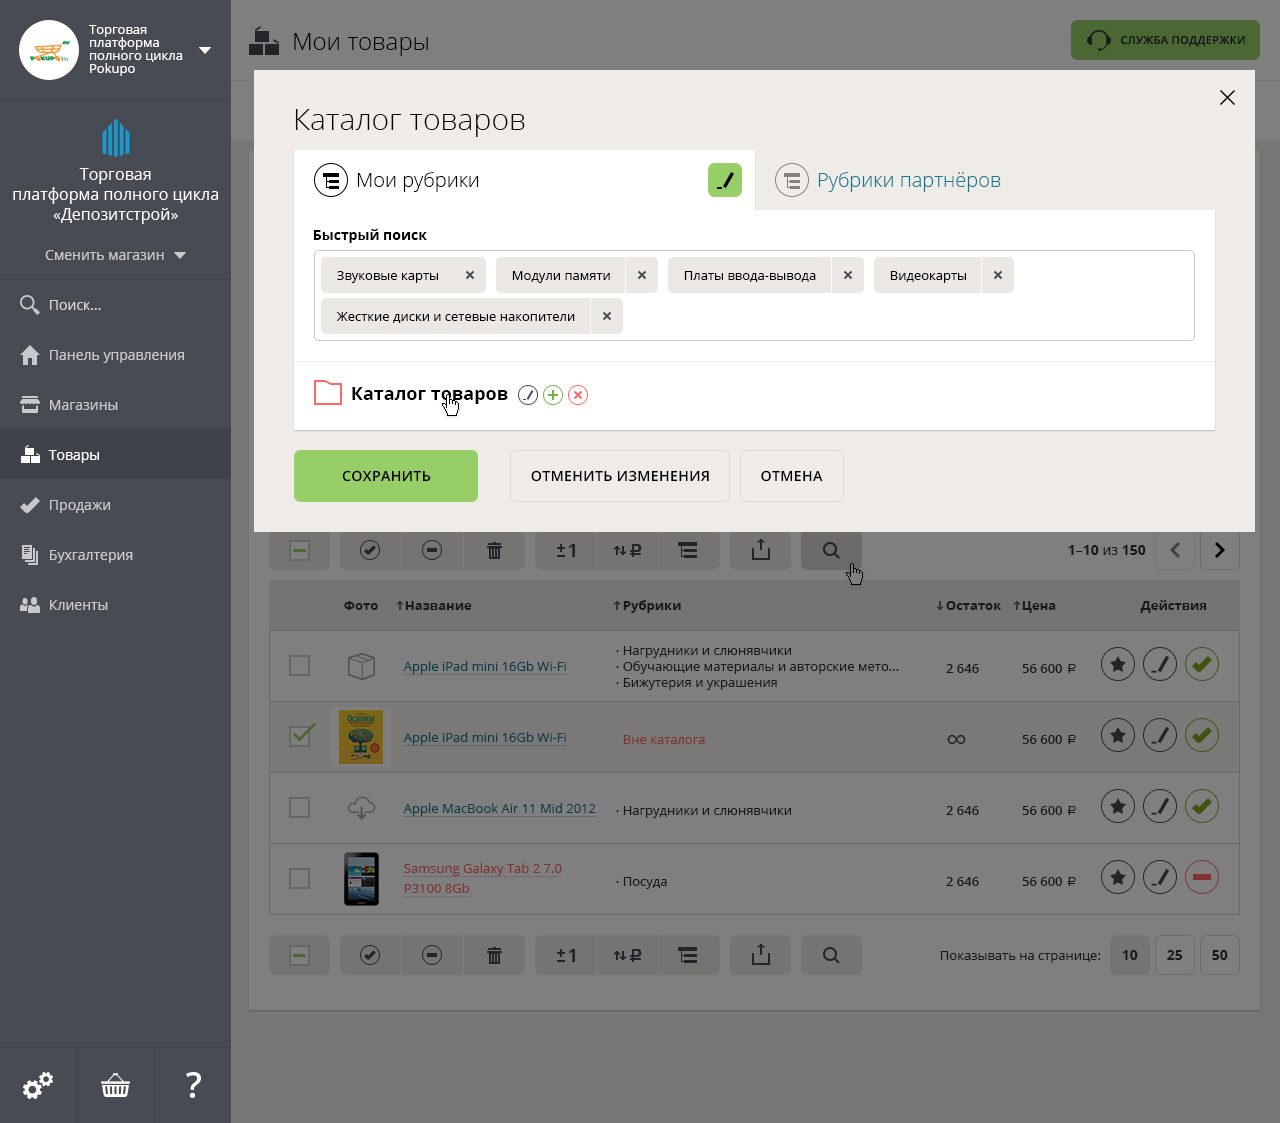 Торговая
платформа
полного цикла
Pokupo
POKUPO
Торговая
платформа полного цикла
«Депозитстрой»
Сменить магазин
Поиск...
Панель управления
Магазины
Товары
Продажи
Бухгалтерия
Клиенты
?
Мои товары
СЛУЖБА ПОДДЕРЖКИ
Каталог товаров
Мои рубрики
Рубрики партнёров
Быстрый поиск
Звуковые карты × Модули памяти × Платы ввода-вывода × Видеокарты ×
Жесткие диски и сетевые накопители ×
Каталог товаров
СОХРАНИТЬ ОТМЕНИТЬ ИЗМЕНЕНИЯ ОТМЕНА
±1 ↑↓₽ 1–10 из 150
Фото ↑Название ↑Рубрики ↓Остаток ↑Цена Действия
Apple iPad mini 16Gb Wi-Fi
· Нагрудники и слюнявчики
· Обучающие материалы и авторские мето...
· Бижутерия и украшения
2 646 56 600 ₽
Основы
Apple iPad mini 16Gb Wi-Fi Вне каталога ∞ 56 600 ₽
Apple MacBook Air 11 Mid 2012 · Нагрудники и слюнявчики 2 646 56 600 ₽
Samsung Galaxy Tab 2 7.0
P3100 8Gb
· Посуда 2 646 56 600 ₽
±1 ↑↓₽ Показывать на странице: 10 25 50